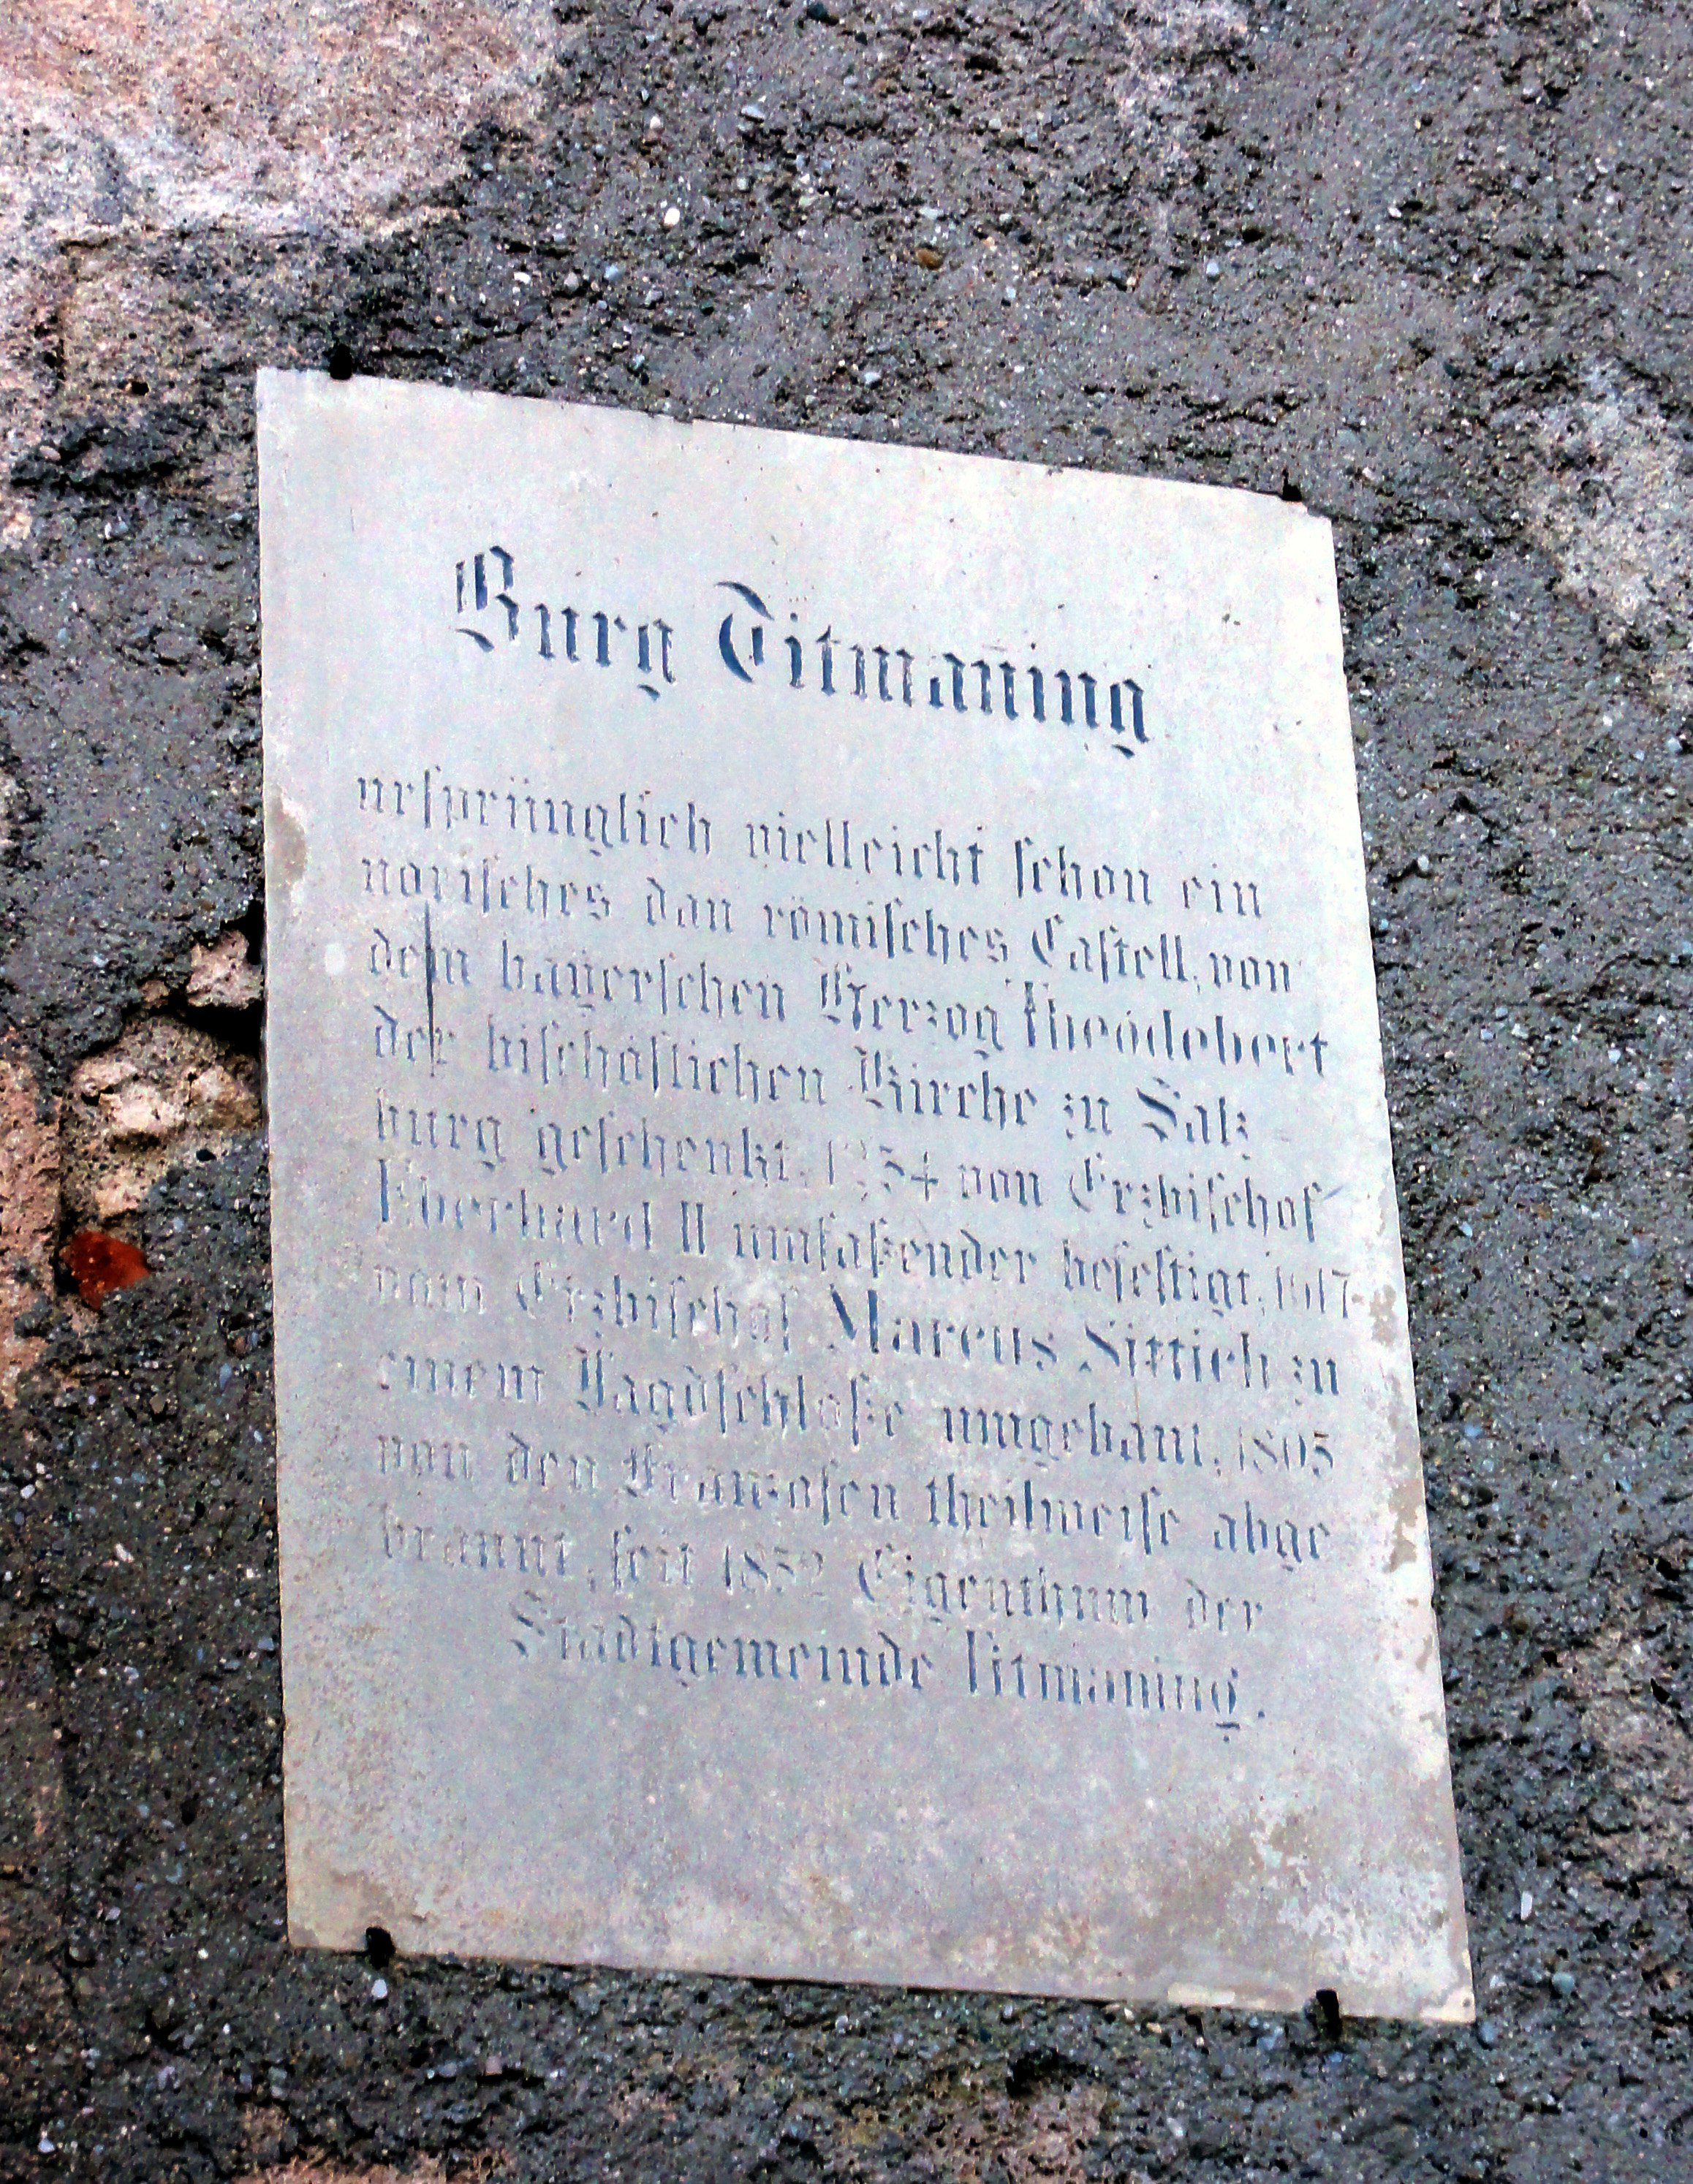 Burg Titmaning
urſprünglich vielleicht ſchon ein
noriſches dan römiſches Caſtell, von
dem bayerſchen Herzog Theodebert
der biſchöflichen Kirche zu Salz
burg geſchenkt, 1234 von Erzbiſchof
Eberhard II umfaßender befeſtigt, 1617
vom Erzbiſchof Marcus Sittich zu
einem Jagdſchloße umgebaut, 1805
von den Franzoſen theilweiſe abge
brannt, ſeit 1852 Eigenthum der
Stadtgemeinde Titmaning.